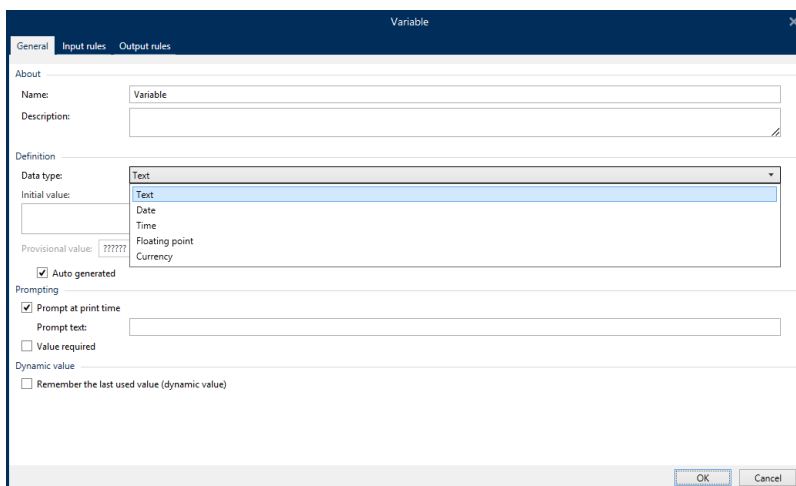 Variable
General Input rules Output rules
About
Name: Variable
Description:
Definition
Data type: Text
Initial value: Text
Date
Time
Floating point
Currency
Provisional value: ??????
Auto generated
Prompting
Prompt at print time
Prompt text:
Value required
Dynamic value
Remember the last used value (dynamic value)
OK Cancel